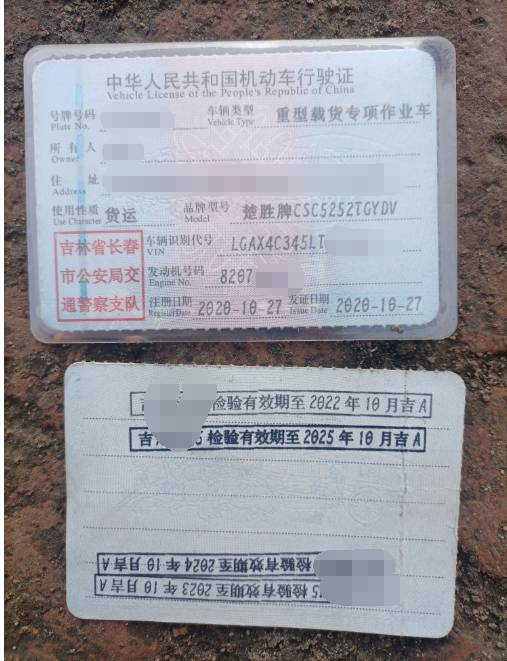 中华人民共和国机动车行驶证
Vehicle License of the People's Republic of China
号牌号码 车辆类型 重型载货专项作业车
Plate No. Vehicle Type
所有人
Owner
住址
Address
使用性质 货运 品牌型号 楚胜牌CSC5252TGYDV
Use Character Model
吉林省长春市公安局交通警察支队
车辆识别代号 LGAX4C345LT
VIN
发动机号码 8207
Engine No.
注册日期 2020-10-27 发证日期 2020-10-27
Register Date Issue Date
吉 检验有效期至2022年10月吉A
吉 5 检验有效期至2025年10月吉A
检验有效期至2024年10月吉A
5 检验有效期至2023年10月吉A